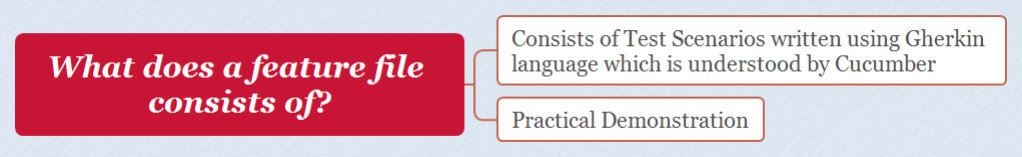 What does a feature file
consists of?
Consists of Test Scenarios written using Gherkin
language which is understood by Cucumber
Practical Demonstration